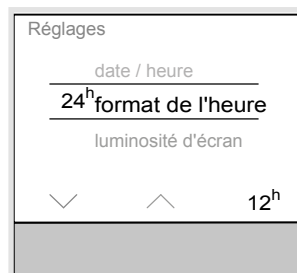 Réglages
date / heure
24h format de l'heure
luminosité d'écran
12h